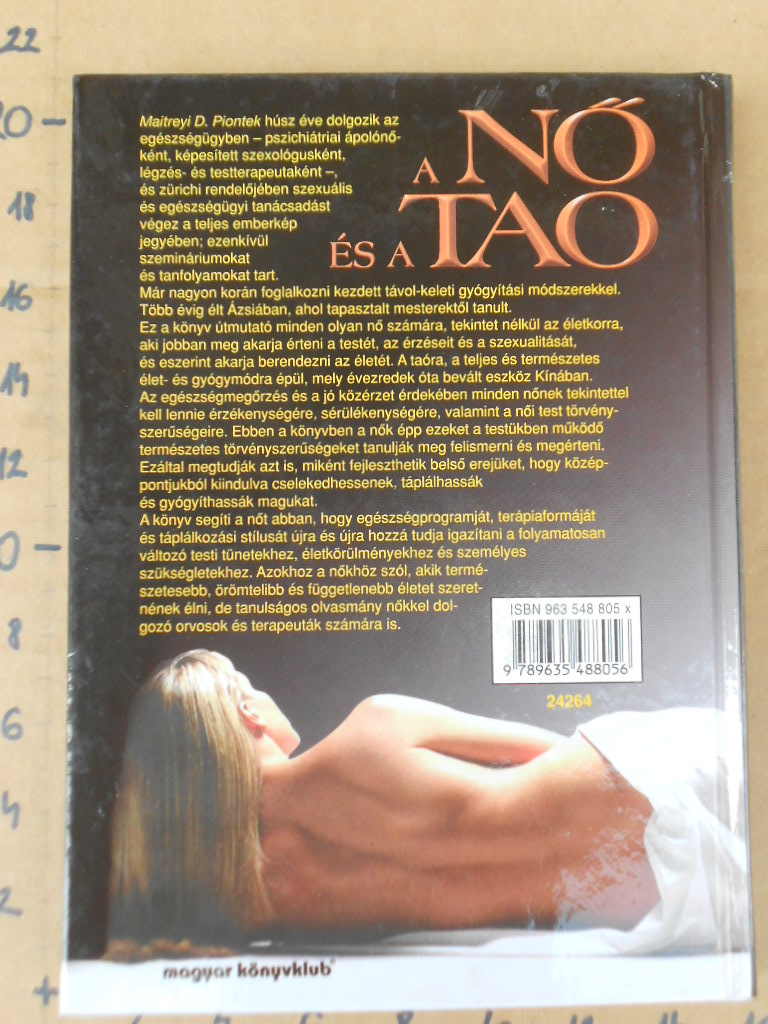 22
20
18
16
14
12
10
8
6
4
2
A NŐ
ÉS A TAO
Maitreyi D. Piontek húsz éve dolgozik az
egészségügyben – pszichiátriai ápolónő-
ként, képesített szexológusként,
légzés- és testterapeutaként –,
és zürichi rendelőjében szexuális
és egészségügyi tanácsadást
végez a teljes emberkép
jegyében; ezenkívül
szemináriumokat
és tanfolyamokat tart.
Már nagyon korán foglalkozni kezdett távol-keleti gyógyítási módszerekkel.
Több évig élt Ázsiában, ahol tapasztalt mesterektől tanult.
Ez a könyv útmutató minden olyan nő számára, tekintet nélkül az életkorra,
aki jobban meg akarja érteni a testét, az érzéseit és a szexualitását,
és eszerint akarja berendezni az életét. A taóra, a teljes és természetes
élet- és gyógymódra épül, mely évezredek óta bevált eszköz Kínában.
Az egészségmegőrzés és a jó közérzet érdekében minden nőnek tekintettel
kell lennie érzékenységére, sérülékenységére, valamint a női test törvény-
szerűségeire. Ebben a könyvben a nők épp ezeket a testükben működő
természetes törvényszerűségeket tanulják meg felismerni és megérteni.
Ezáltal megtudják azt is, miként fejleszthetik belső erejüket, hogy közép-
pontjukból kiindulva cselekedhessenek, táplálhassák
és gyógyíthassák magukat.
A könyv segíti a nőt abban, hogy egészségprogramját, terápiaformáját
és táplálkozási stílusát újra és újra hozzá tudja igazítani a folyamatosan
változó testi tünetekhez, életkörülményekhez és személyes
szükségletekhez. Azokhoz a nőkhöz szól, akik termé-
szetesebb, örömtelibb és függetlenebb életet szeret-
nének élni, de tanulságos olvasmány nőkkel dol-
gozó orvosok és terapeuták számára is.
ISBN 963 548 805 x
9 789635 488056
24264
magyar könyvklub®